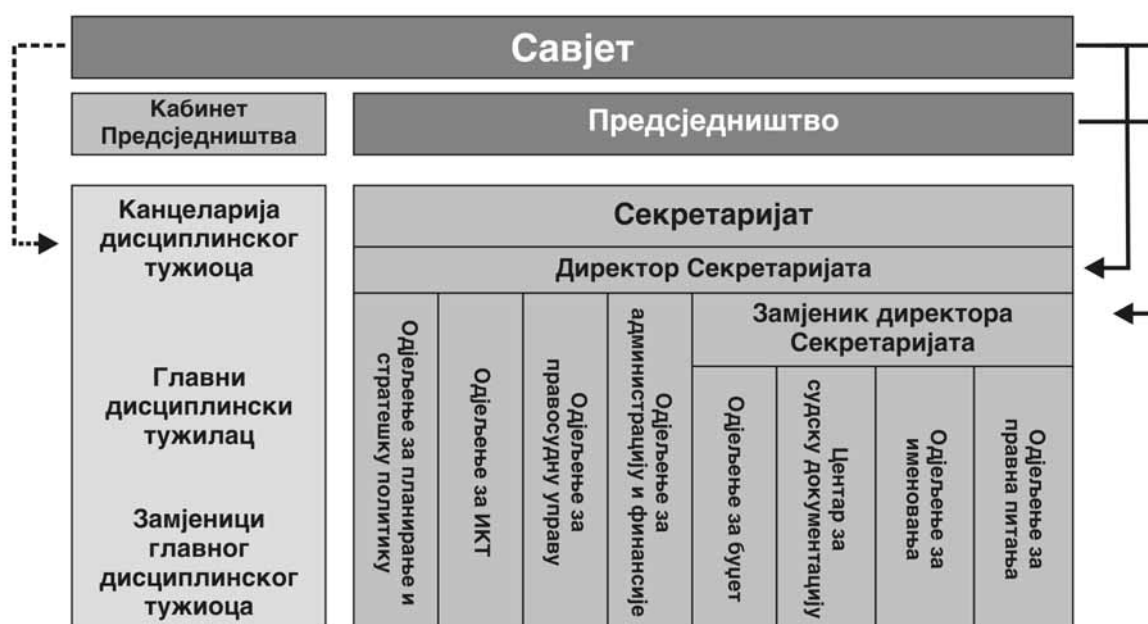 Савјет
Кабинет
Предсједништва
Предсједништво
Канцеларија
дисциплинског
тужиоца
Главни
дисциплински
тужилац
Замјеници
главног
дисциплинског
тужиоца
Секретаријат
Директор Секретаријата
Одјељење за планирање и
стратешку политику
Одјељење за ИКТ
Одјељење за
правосудну управу
Одјељење за
администрацију и финансије
Замјеник директора
Секретаријата
Одјељење за буџет
Центар за
судску документацију
Одјељење за
именовања
Одјељење за
правна питања